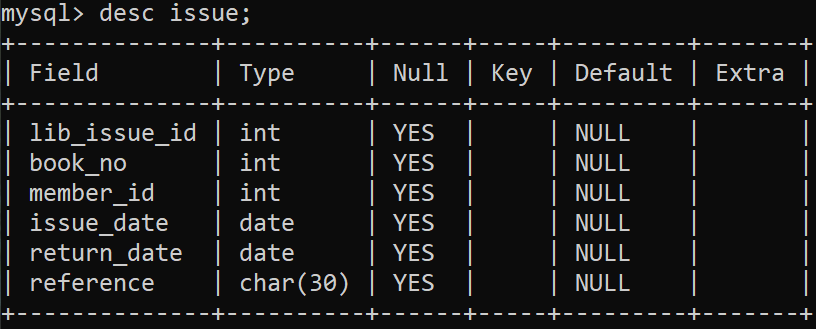 mysql> desc issue;
+--------------+----------+------+-----+---------+-------+
| Field        | Type     | Null | Key | Default | Extra |
+--------------+----------+------+-----+---------+-------+
| lib_issue_id | int      | YES  |     | NULL    |       |
| book_no      | int      | YES  |     | NULL    |       |
| member_id    | int      | YES  |     | NULL    |       |
| issue_date   | date     | YES  |     | NULL    |       |
| return_date  | date     | YES  |     | NULL    |       |
| reference    | char(30) | YES  |     | NULL    |       |
+--------------+----------+------+-----+---------+-------+